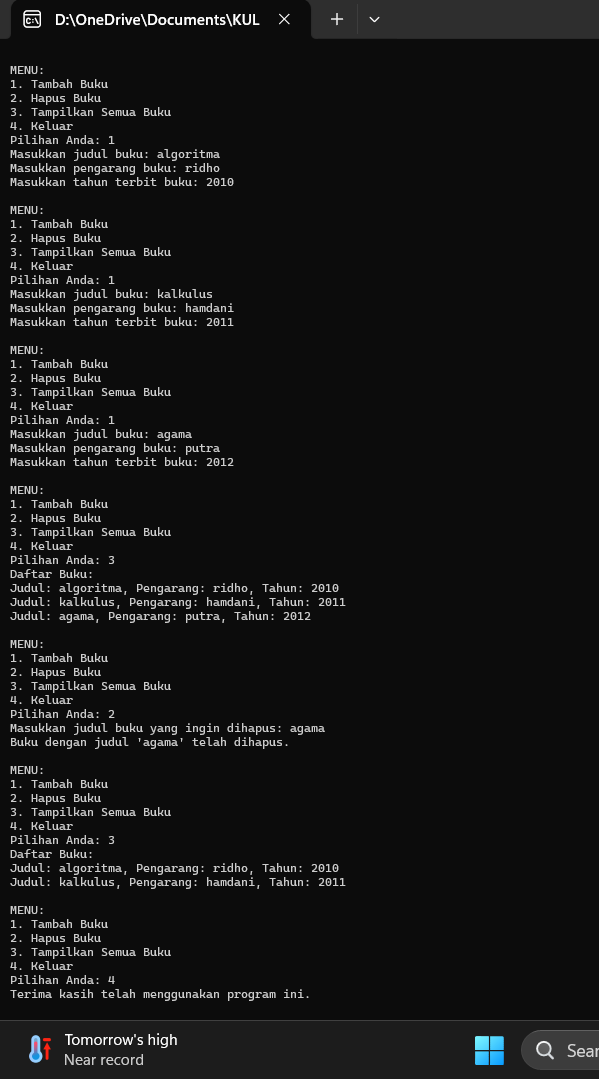 D:\OneDrive\Documents\KUL
MENU:
1. Tambah Buku
2. Hapus Buku
3. Tampilkan Semua Buku
4. Keluar
Pilihan Anda: 1
Masukkan judul buku: algoritma
Masukkan pengarang buku: ridho
Masukkan tahun terbit buku: 2010
MENU:
1. Tambah Buku
2. Hapus Buku
3. Tampilkan Semua Buku
4. Keluar
Pilihan Anda: 1
Masukkan judul buku: kalkulus
Masukkan pengarang buku: hamdani
Masukkan tahun terbit buku: 2011
MENU:
1. Tambah Buku
2. Hapus Buku
3. Tampilkan Semua Buku
4. Keluar
Pilihan Anda: 1
Masukkan judul buku: agama
Masukkan pengarang buku: putra
Masukkan tahun terbit buku: 2012
MENU:
1. Tambah Buku
2. Hapus Buku
3. Tampilkan Semua Buku
4. Keluar
Pilihan Anda: 3
Daftar Buku:
Judul: algoritma, Pengarang: ridho, Tahun: 2010
Judul: kalkulus, Pengarang: hamdani, Tahun: 2011
Judul: agama, Pengarang: putra, Tahun: 2012
MENU:
1. Tambah Buku
2. Hapus Buku
3. Tampilkan Semua Buku
4. Keluar
Pilihan Anda: 2
Masukkan judul buku yang ingin dihapus: agama
Buku dengan judul 'agama' telah dihapus.
MENU:
1. Tambah Buku
2. Hapus Buku
3. Tampilkan Semua Buku
4. Keluar
Pilihan Anda: 3
Daftar Buku:
Judul: algoritma, Pengarang: ridho, Tahun: 2010
Judul: kalkulus, Pengarang: hamdani, Tahun: 2011
MENU:
1. Tambah Buku
2. Hapus Buku
3. Tampilkan Semua Buku
4. Keluar
Pilihan Anda: 4
Terima kasih telah menggunakan program ini.
Tomorrow's high
Near record
Sear